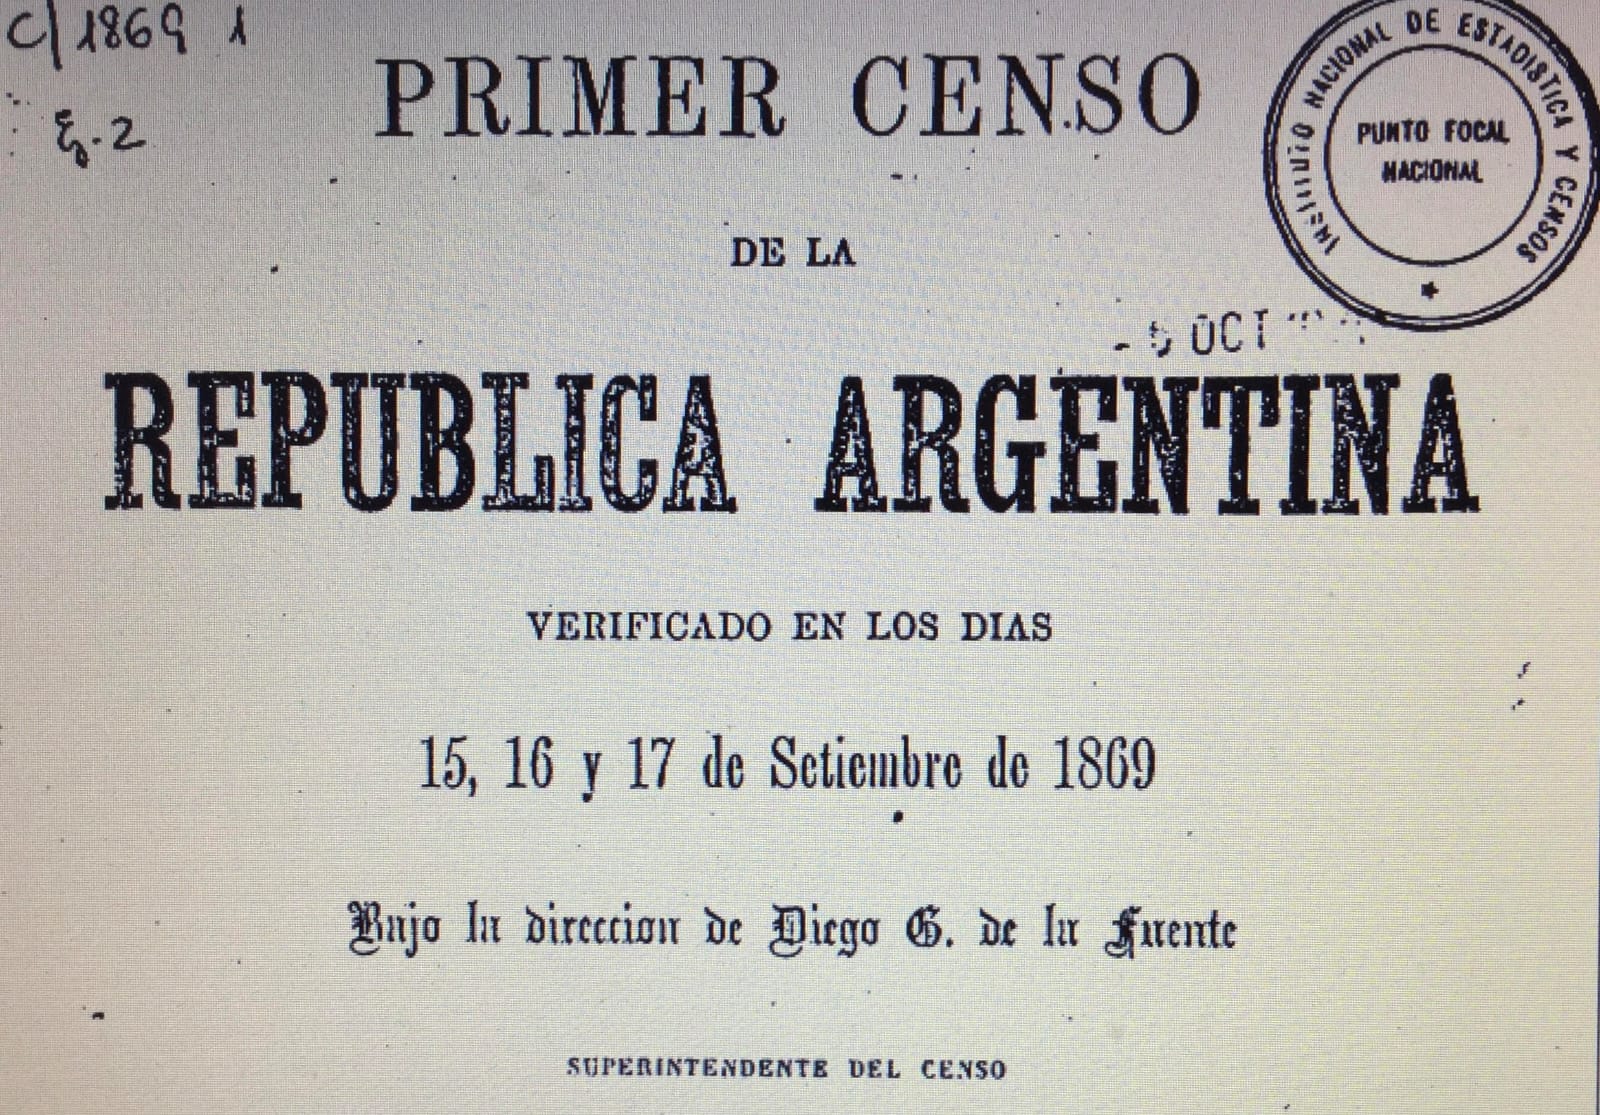 C/1869 1
PRIMER CENSO
INSTITUTO NACIONAL DE ESTADISTICA Y CENSOS
PUNTO FOCAL
NACIONAL
DE LA
OCT
REPUBLICA ARGENTINA
VERIFICADO EN LOS DIAS
15, 16 y 17 de Setiembre de 1869
Bajo la direccion de Diego G. de la Fuente
SUPERINTENDENTE DEL CENSO